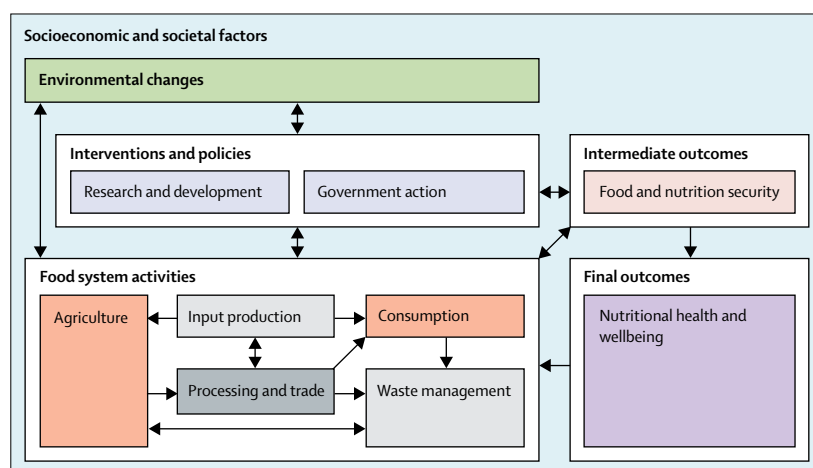 Socioeconomic and societal factors
Environmental changes
Interventions and policies
Research and development
Government action
Intermediate outcomes
Food and nutrition security
Food system activities
Agriculture
Input production
Consumption
Processing and trade
Waste management
Final outcomes
Nutritional health and
wellbeing